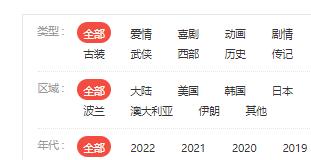 类型： 全部 爱情 喜剧 动画 剧情
古装 武侠 西部 历史 传记
区域： 全部 大陆 美国 韩国 日本
波兰 澳大利亚 伊朗 其他
年代： 全部 2022 2021 2020 2019